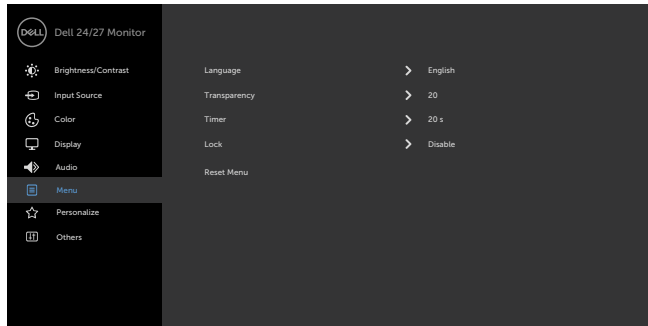 DELL Dell 24/27 Monitor
Brightness/Contrast
Input Source
Color
Display
Audio
Menu
Personalize
Others
Language English
Transparency 20
Timer 20 s
Lock Disable
Reset Menu